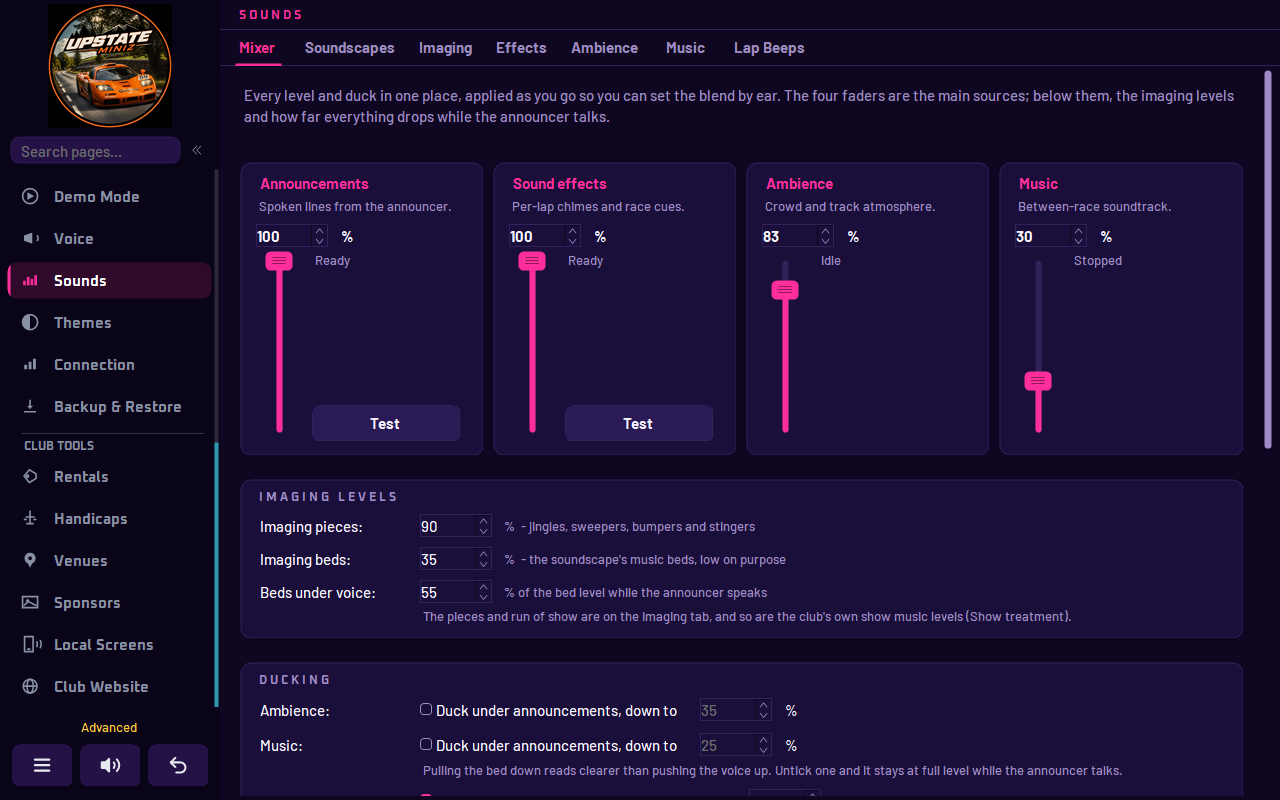 UPSTATE
MINIZ
Search pages...
Demo Mode
Voice
Sounds
Themes
Connection
Backup & Restore
CLUB TOOLS
Rentals
Handicaps
Venues
Sponsors
Local Screens
Club Website
Advanced
SOUNDS
Mixer Soundscapes Imaging Effects Ambience Music Lap Beeps
Every level and duck in one place, applied as you go so you can set the blend by ear. The four faders are the main sources; below them, the imaging levels
and how far everything drops while the announcer talks.
Announcements
Spoken lines from the announcer.
100 %
Ready
Test
Sound effects
Per-lap chimes and race cues.
100 %
Ready
Test
Ambience
Crowd and track atmosphere.
83 %
Idle
Music
Between-race soundtrack.
30 %
Stopped
IMAGING LEVELS
Imaging pieces: 90 % - jingles, sweepers, bumpers and stingers
Imaging beds: 35 % - the soundscape's music beds, low on purpose
Beds under voice: 55 % of the bed level while the announcer speaks
The pieces and run of show are on the Imaging tab, and so are the club's own show music levels (Show treatment).
DUCKING
Ambience: Duck under announcements, down to 35 %
Music: Duck under announcements, down to 25 %
Pulling the bed down reads clearer than pushing the voice up. Untick one and it stays at full level while the announcer talks.